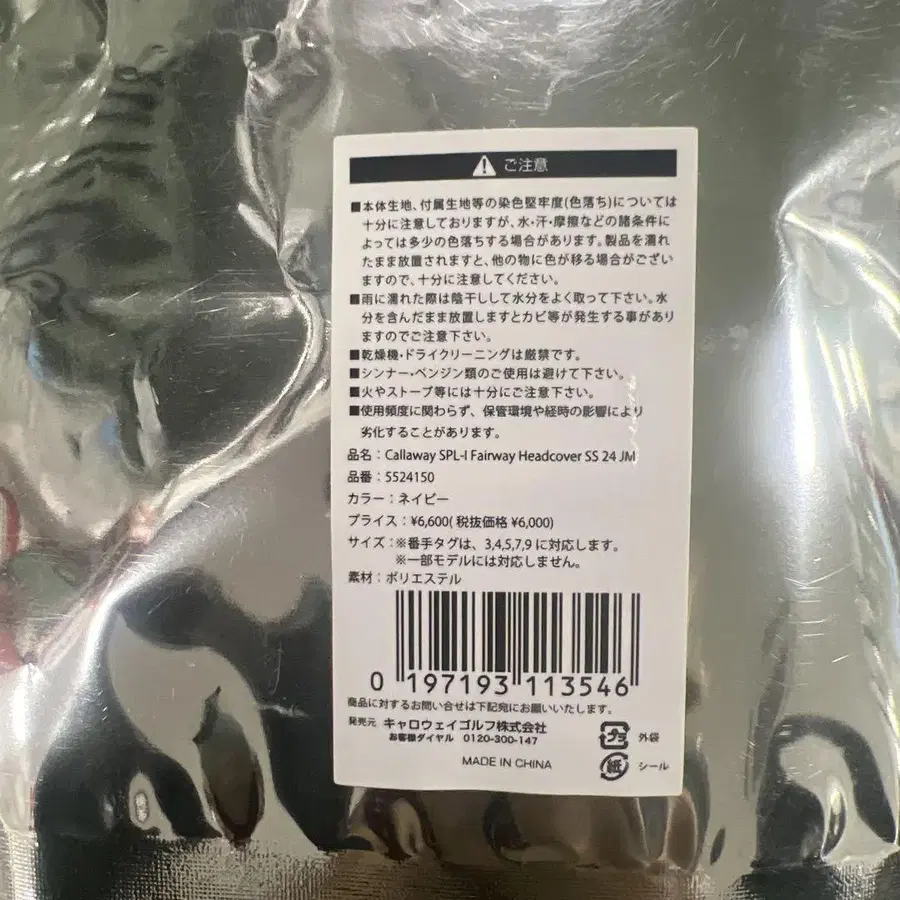 ご注意
■本体生地、付属生地等の染色堅牢度(色落ち)については
十分に注意しておりますが、水・汗・摩擦などの諸条件に
よっては多少の色落ちする場合があります。製品を濡れ
たまま放置されますと、他の物に色が移る場合がござい
ますので、十分に注意してください。
■雨に濡れた際は陰干しして水分をよく取って下さい。水
分を含んだまま放置しますとカビ等が発生する事があり
ますのでご注意下さい。
■乾燥機・ドライクリーニングは厳禁です。
■シンナー・ベンジン類のご使用は避けて下さい。
■火やストーブ等には十分にご注意下さい。
■使用頻度に関わらず、保管環境や経時の影響により
劣化することがあります。
品名：Callaway SPL-I Fairway Headcover SS 24 JM
品番：5524150
カラー：ネイビー
プライス：¥6,600( 税抜価格 ¥6,000)
サイズ：※番手タグは、3,4,5,7,9 に対応します。
※一部モデルには対応しません。
素材：ポリエステル
0 197193 113546
商品に対するお問い合せは下記宛にお願いいたします。
発売元 キャロウェイゴルフ株式会社
お客様ダイヤル 0120-300-147
MADE IN CHINA
プラ 外袋
紙 シール